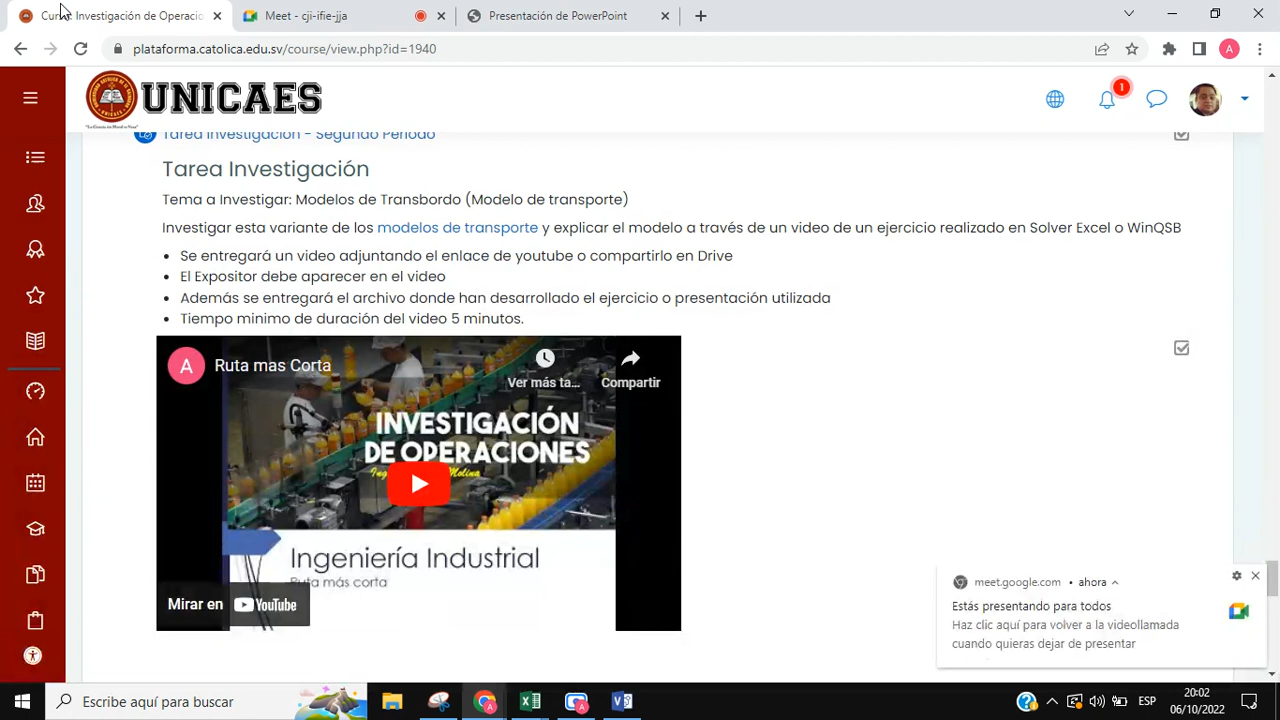 Curso: Investigación de Operacio
Meet - cji-ifie-jja
Presentación de PowerPoint
plataforma.catolica.edu.sv/course/view.php?id=1940
A
UNICAES
1
Tarea Investigación - Segundo Periodo
Tarea Investigación
Tema a Investigar: Modelos de Transbordo (Modelo de transporte)
Investigar esta variante de los modelos de transporte y explicar el modelo a través de un video de un ejercicio realizado en Solver Excel o WinQSB
Se entregará un video adjuntando el enlace de youtube o compartirlo en Drive
El Expositor debe aparecer en el video
Además se entregará el archivo donde han desarrollado el ejercicio o presentación utilizada
Tiempo minimo de duración del video 5 minutos.
A
Ruta mas Corta
Ver más ta...
Compartir
INVESTIGACIÓN
DE OPERACIONES
Molina
Ingeniería Industrial
Ruta más corta
Mirar en YouTube
meet.google.com • ahora
Estás presentando para todos
Haz clic aquí para volver a la videollamada
cuando quieras dejar de presentar
Escribe aquí para buscar
ESP
20:02
06/10/2022